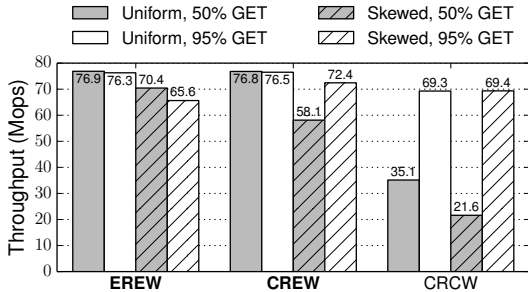 Uniform, 50% GET Skewed, 50% GET
Uniform, 95% GET Skewed, 95% GET
Throughput (Mops)
80
70
60
50
40
30
20
10
0
76.9 76.3 70.4 65.6
76.8 76.5 58.1 72.4
35.1 69.3 21.6 69.4
EREW CREW CRCW